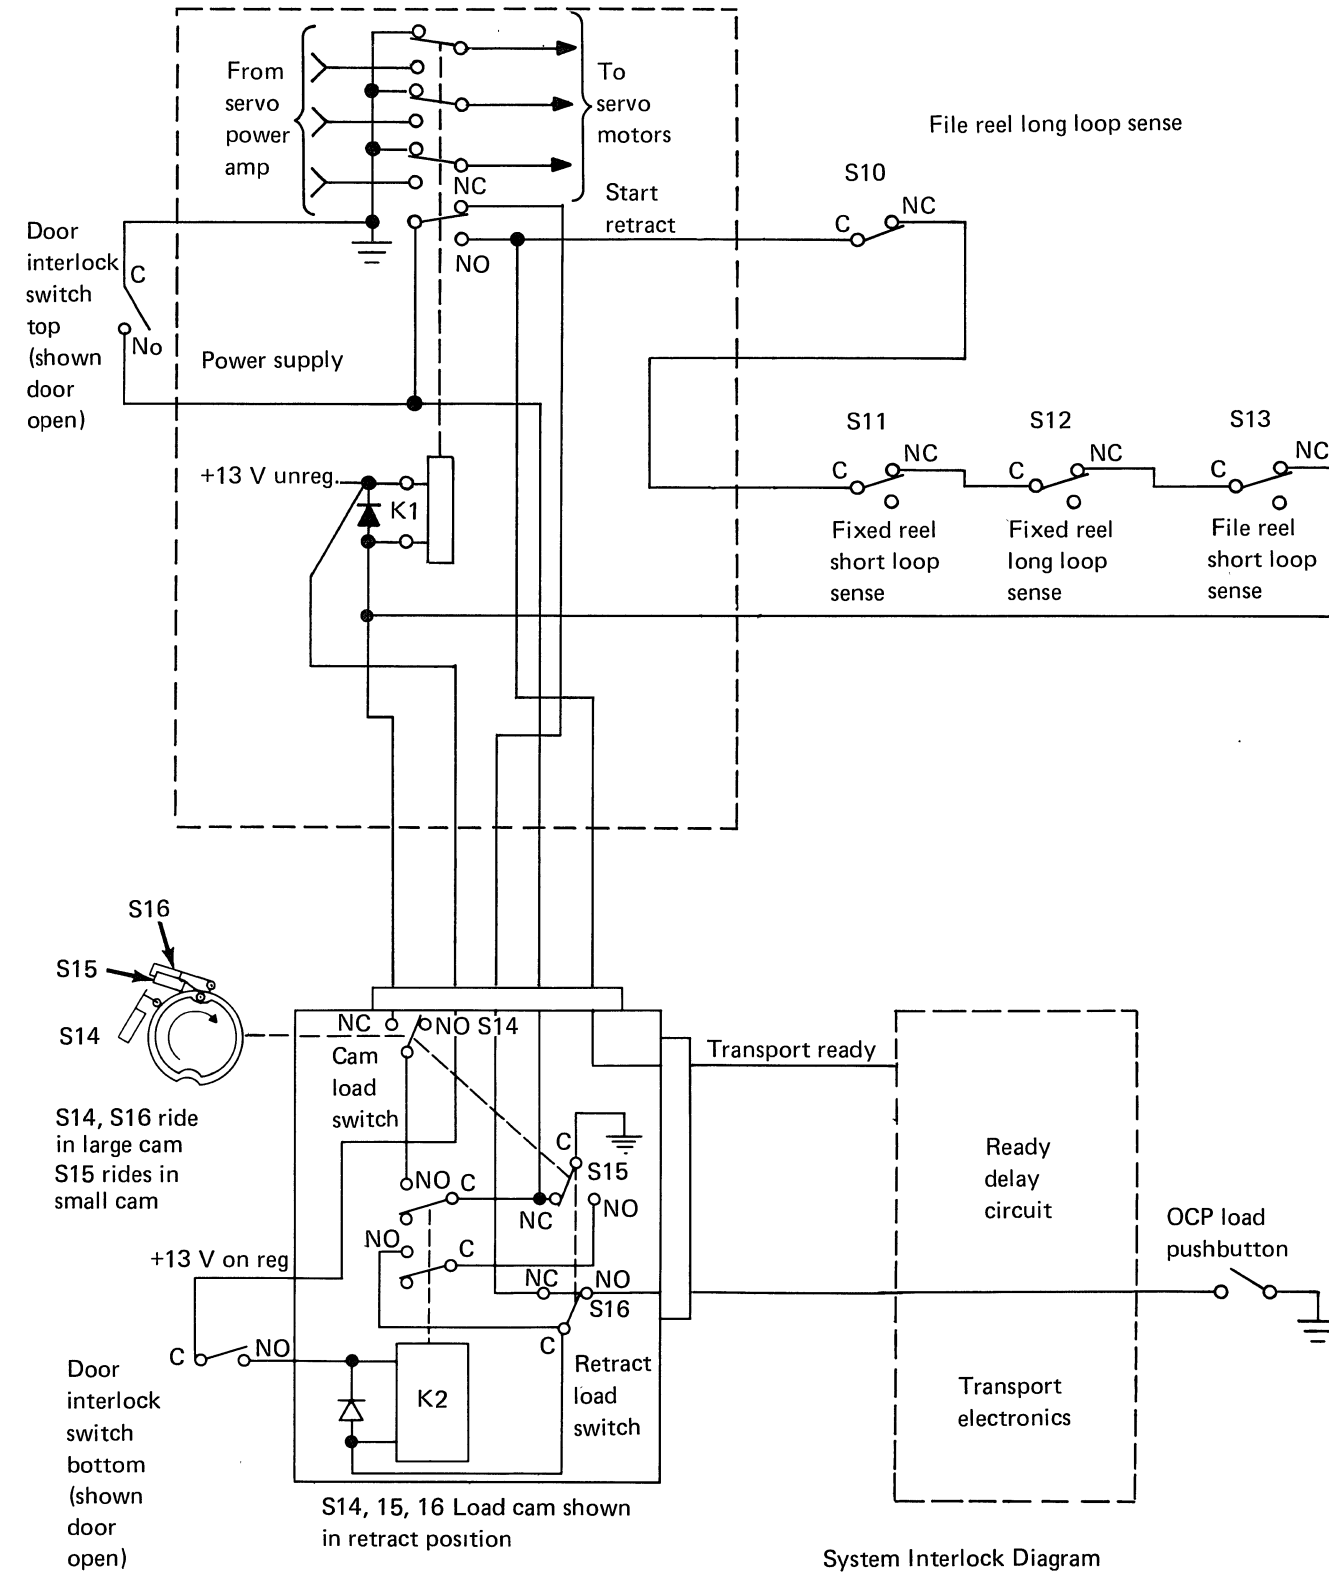 From
servo
power
amp
To
servo
motors
File reel long loop sense
S10
C
NC
NC
Start
retract
NO
Door
interlock
switch
top
(shown
door
open)
C
No
Power supply
+13 V unreg.
K1
S11
C
NC
Fixed reel
short loop
sense
S12
C
NC
Fixed reel
long loop
sense
S13
C
NC
File reel
short loop
sense
S16
S15
S14
S14, S16 ride
in large cam
S15 rides in
small cam
NC
NO S14
Cam
load
switch
C
S15
NO C
NC
NO
NO
C
NC
NO
S16
C
Retract
load
switch
+13 V on reg
C
NO
K2
Door
interlock
switch
bottom
(shown
door
open)
S14, 15, 16 Load cam shown
in retract position
Transport ready
Ready
delay
circuit
Transport
electronics
OCP load
pushbutton
System Interlock Diagram